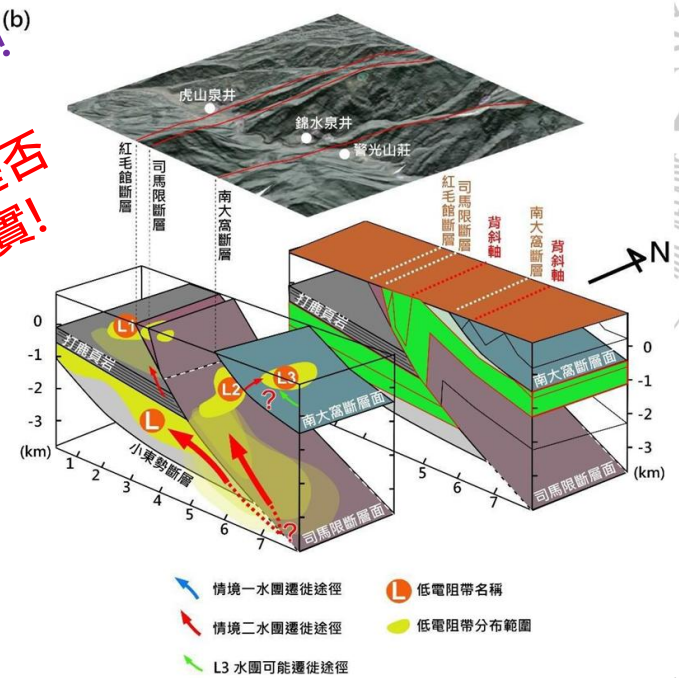 (b)
!
否
實!
虎山泉井
錦水泉井
警光山莊
紅毛館斷層
司馬限斷層
南大窩斷層
紅毛館斷層
司馬限斷層
背斜軸
南大窩斷層
背斜軸
N
0
-1
-2
-3
(km)
打鹿頁岩
L1
L
L2
L3
?
?
小東勢斷層
南大窩斷層面
司馬限斷層面
1
2
3
4
5
6
7
打鹿頁岩
南大窩斷層面
司馬限斷層面
0
-1
-2
-3
(km)
5
6
7
情境一水團遷徙途徑
情境二水團遷徙途徑
L3 水團可能遷徙途徑
L 低電阻帶名稱
低電阻帶分布範圍